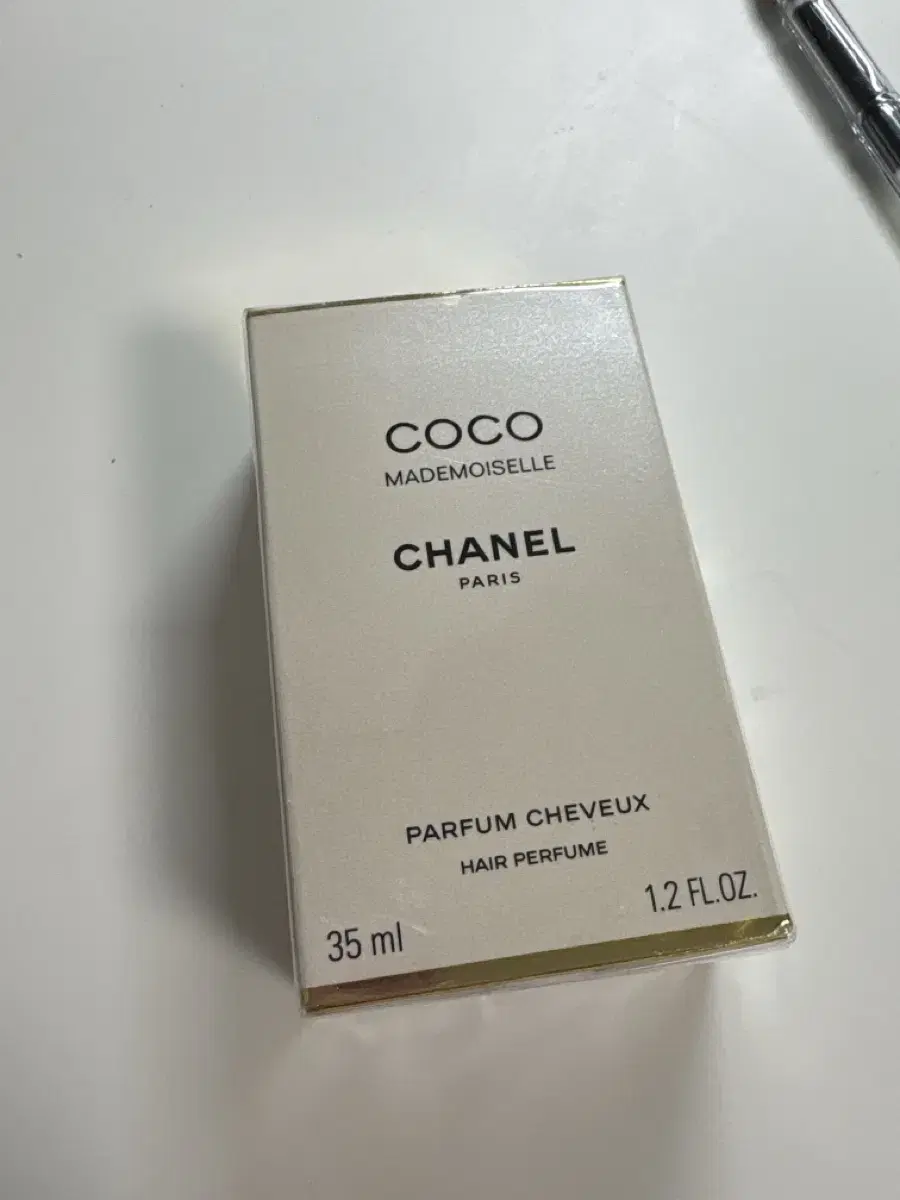 COCO
MADEMOISELLE
CHANEL
PARIS
PARFUM CHEVEUX
HAIR PERFUME
35 ml
1.2 FL.OZ.